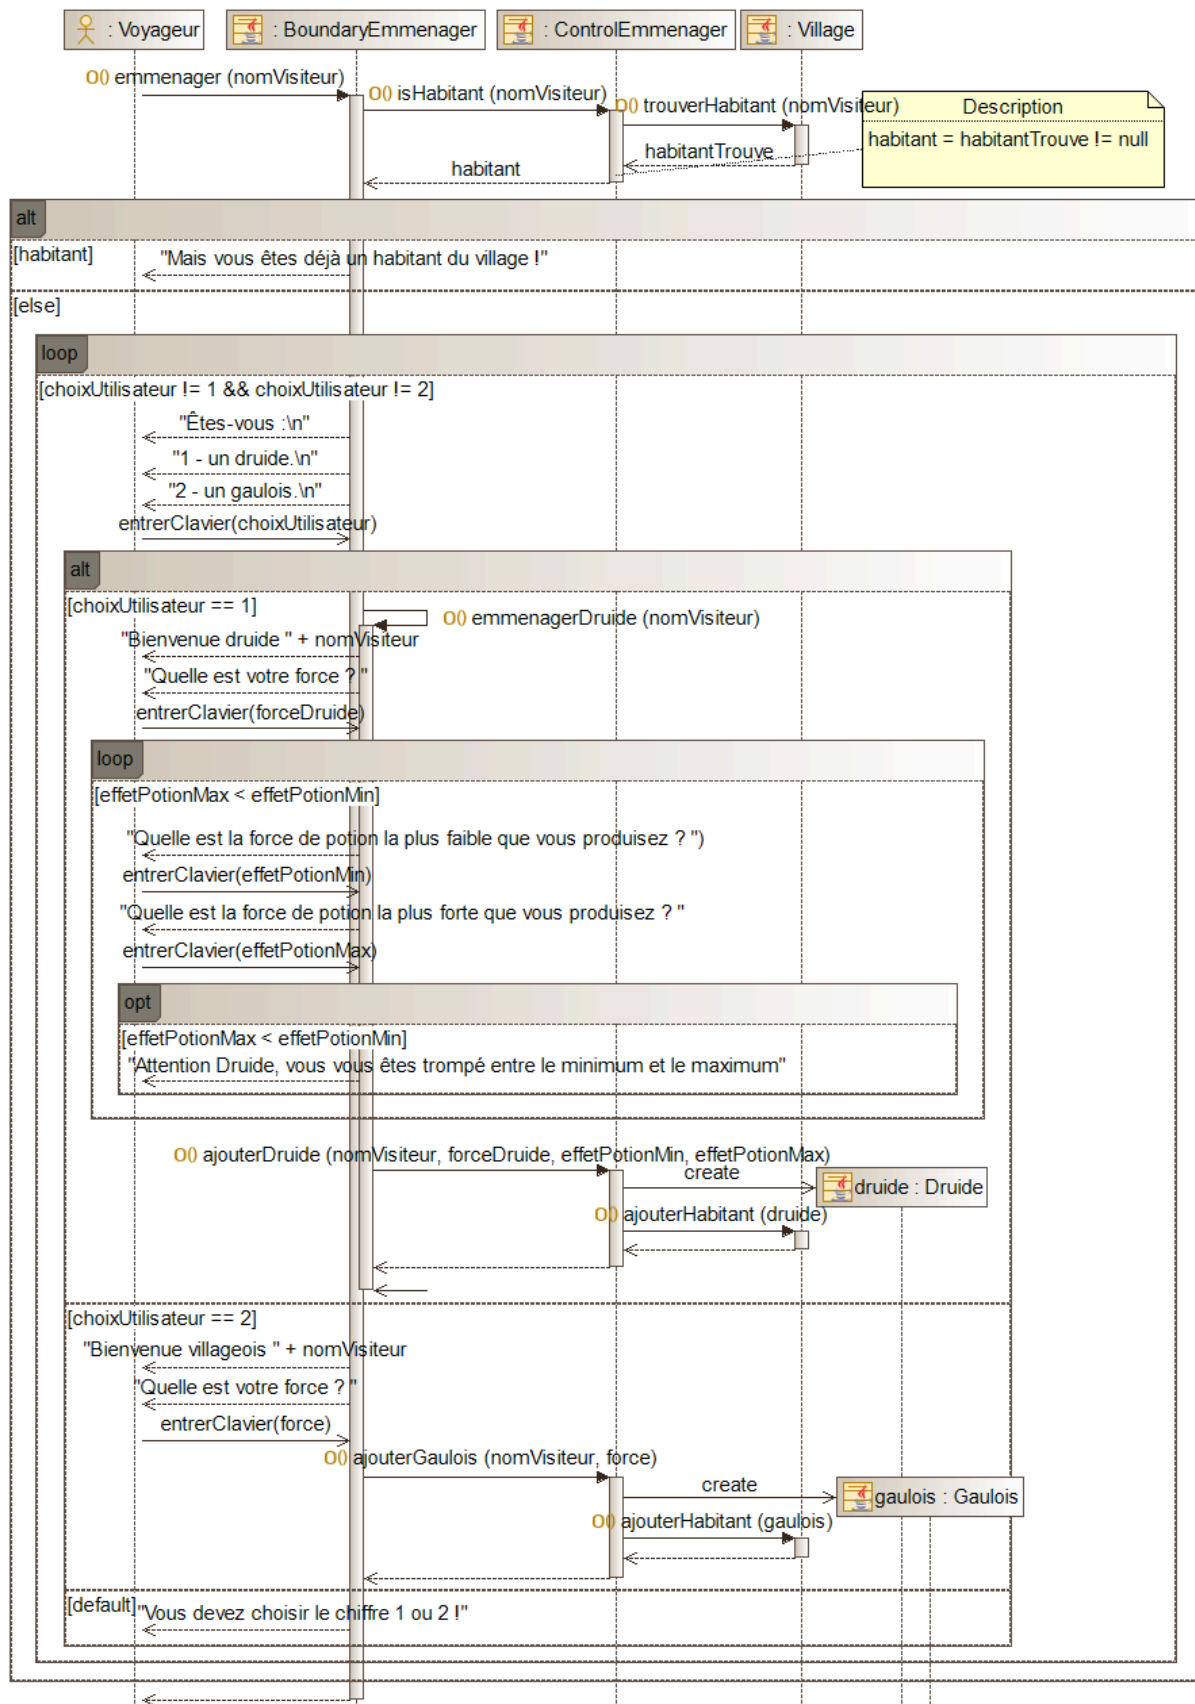 : Voyageur
: BoundaryEmmenager
: ControlEmmenager
: Village
O() emmenager (nomVisiteur)
O() isHabitant (nomVisiteur)
O() trouverHabitant (nomVisiteur)
Description
habitant = habitantTrouve != null
habitantTrouve
habitant
alt
[habitant]
"Mais vous êtes déjà un habitant du village !"
[else]
loop
[choixUtilisateur != 1 && choixUtilisateur != 2]
"Êtes-vous :\n"
"1 - un druide.\n"
"2 - un gaulois.\n"
entrerClavier(choixUtilisateur)
alt
[choixUtilisateur == 1]
O() emmenagerDruide (nomVisiteur)
"Bienvenue druide " + nomVisiteur
"Quelle est votre force ? "
entrerClavier(forceDruide)
loop
[effetPotionMax < effetPotionMin]
"Quelle est la force de potion la plus faible que vous produisez ? ")
entrerClavier(effetPotionMin)
"Quelle est la force de potion la plus forte que vous produisez ? "
entrerClavier(effetPotionMax)
opt
[effetPotionMax < effetPotionMin]
"Attention Druide, vous vous êtes trompé entre le minimum et le maximum"
O() ajouterDruide (nomVisiteur, forceDruide, effetPotionMin, effetPotionMax)
create
druide : Druide
O() ajouterHabitant (druide)
[choixUtilisateur == 2]
"Bienvenue villageois " + nomVisiteur
"Quelle est votre force ? "
entrerClavier(force)
O() ajouterGaulois (nomVisiteur, force)
create
gaulois : Gaulois
O() ajouterHabitant (gaulois)
[default]
"Vous devez choisir le chiffre 1 ou 2 !"